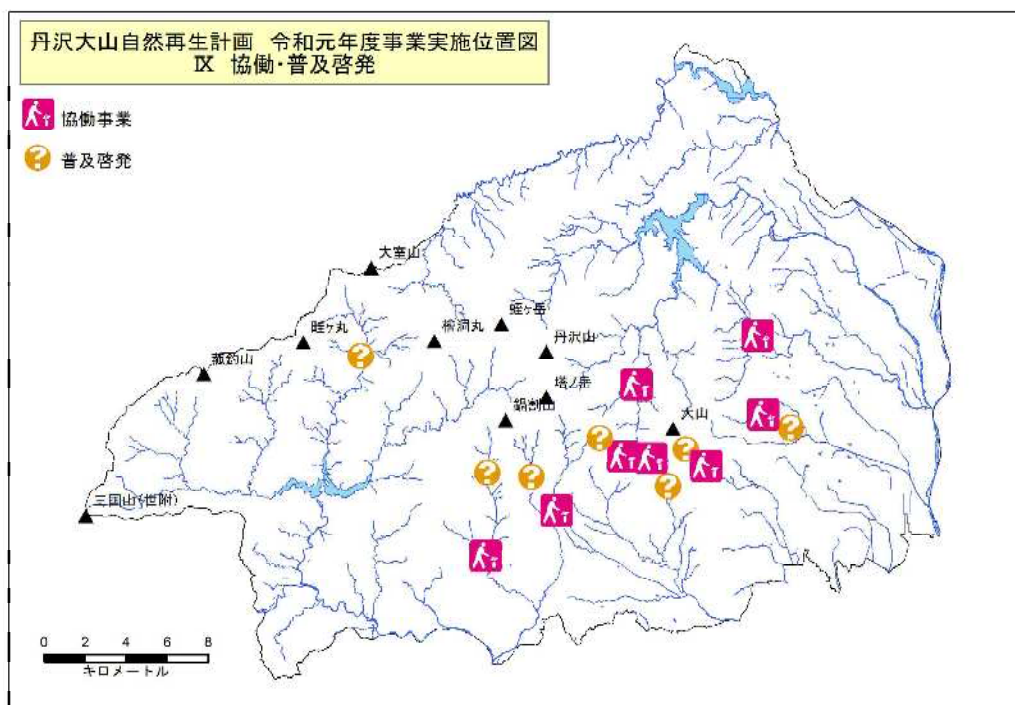 丹沢大山自然再生計画 令和元年度事業実施位置図
Ⅸ 協働・普及啓発
協働事業
普及啓発
大室山
蛭ヶ岳
畦ヶ丸
檜洞丸
丹沢山
菰釣山
塔ノ岳
鍋割山
大山
三国山(世附)
0 2 4 6 8
キロメートル